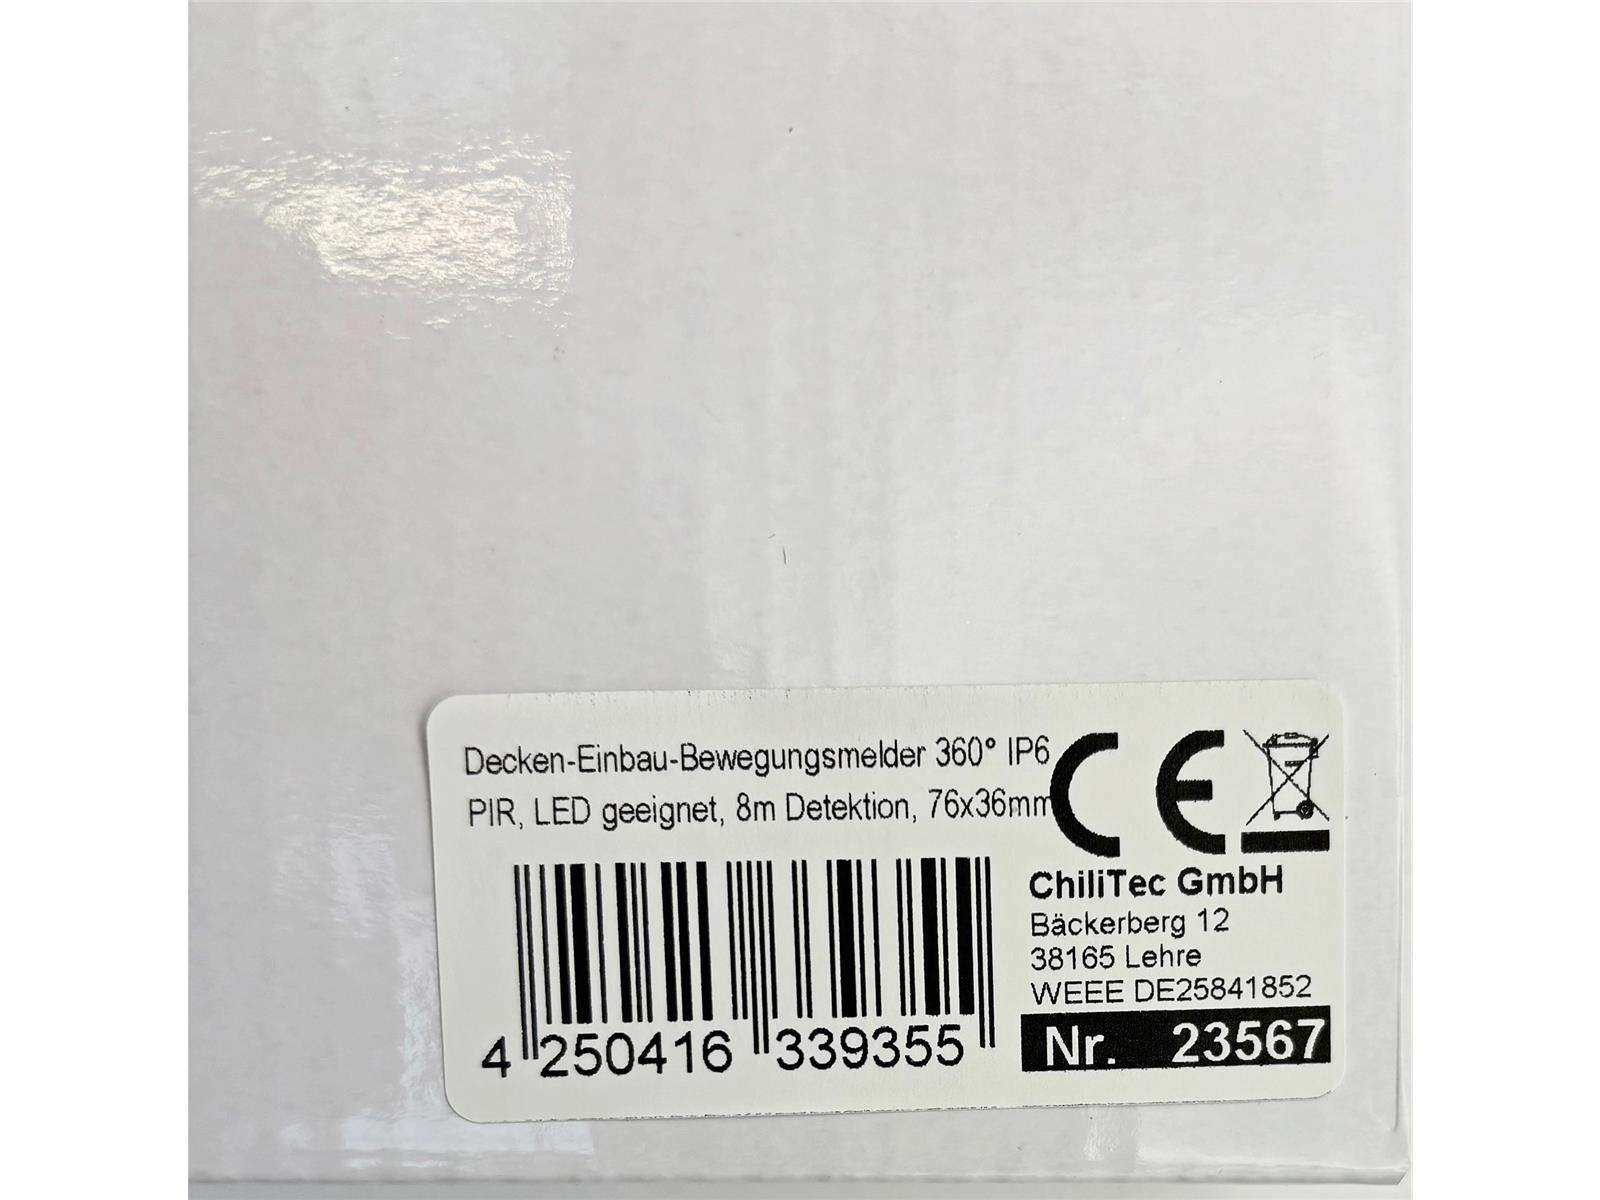 Decken-Einbau-Bewegungsmelder 360° IP6
PIR, LED geeignet, 8m Detektion, 76x36mm
CE
ChiliTec GmbH
Bäckerberg 12
38165 Lehre
WEEE DE25841852
Nr. 23567
4 250416 339355